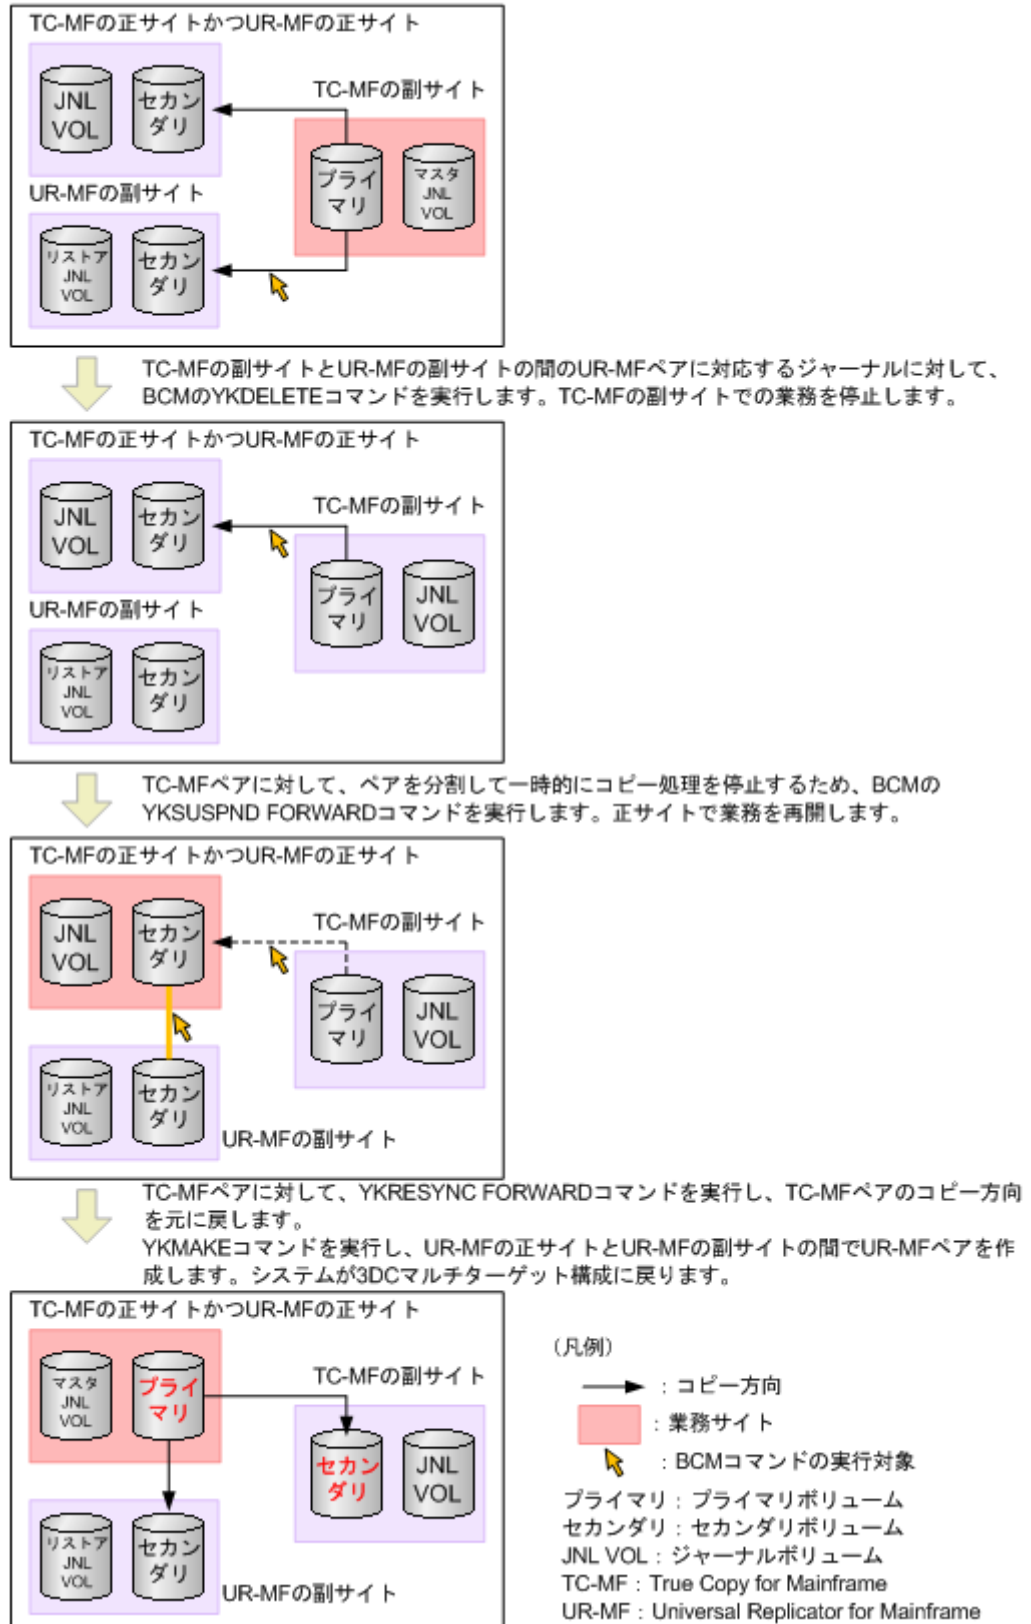 TC-MFの正サイトかつUR-MFの正サイト
TC-MFの副サイト
JNL
VOL
セカン
ダリ
プライ
マリ
マスタ
JNL
VOL
UR-MFの副サイト
リストア
JNL
VOL
セカン
ダリ
TC-MFの副サイトとUR-MFの副サイトの間のUR-MFペアに対応するジャーナルに対して、
BCMのYKDELETEコマンドを実行します。TC-MFの副サイトでの業務を停止します。
TC-MFの正サイトかつUR-MFの正サイト
TC-MFの副サイト
JNL
VOL
セカン
ダリ
プライ
マリ
JNL
VOL
UR-MFの副サイト
リストア
JNL
VOL
セカン
ダリ
TC-MFペアに対して、ペアを分割して一時的にコピー処理を停止するため、BCMの
YKSUSPND FORWARDコマンドを実行します。正サイトで業務を再開します。
TC-MFの正サイトかつUR-MFの正サイト
TC-MFの副サイト
JNL
VOL
セカン
ダリ
プライ
マリ
JNL
VOL
リストア
JNL
VOL
セカン
ダリ
UR-MFの副サイト
TC-MFペアに対して、YKRESYNC FORWARDコマンドを実行し、TC-MFペアのコピー方向
を元に戻します。
YKMAKEコマンドを実行し、UR-MFの正サイトとUR-MFの副サイトの間でUR-MFペアを作
成します。システムが3DCマルチターゲット構成に戻ります。
TC-MFの正サイトかつUR-MFの正サイト
TC-MFの副サイト
マスタ
JNL
VOL
プライ
マリ
セカン
ダリ
JNL
VOL
リストア
JNL
VOL
セカン
ダリ
UR-MFの副サイト
（凡例）
：コピー方向
：業務サイト
：BCMコマンドの実行対象
プライマリ：プライマリボリューム
セカンダリ：セカンダリボリューム
JNL VOL：ジャーナルボリューム
TC-MF：True Copy for Mainframe
UR-MF：Universal Replicator for Mainframe